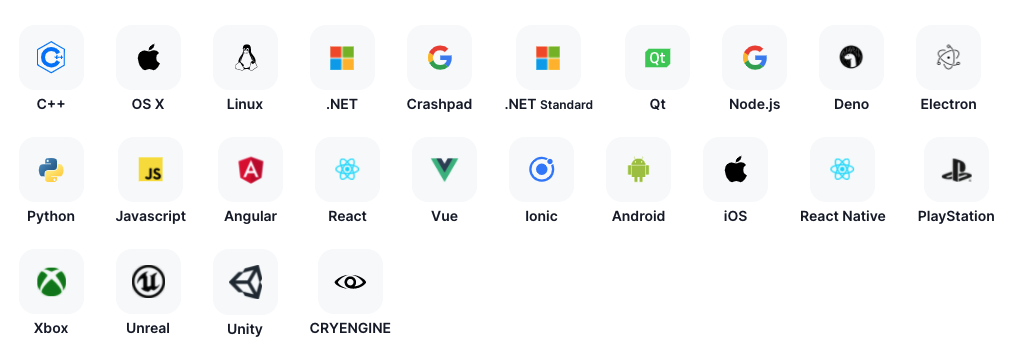 C++ OS X Linux .NET Crashpad .NET Standard Qt Node.js Deno Electron
Python Javascript Angular React Vue Ionic Android iOS React Native PlayStation
Xbox Unreal Unity CRYENGINE